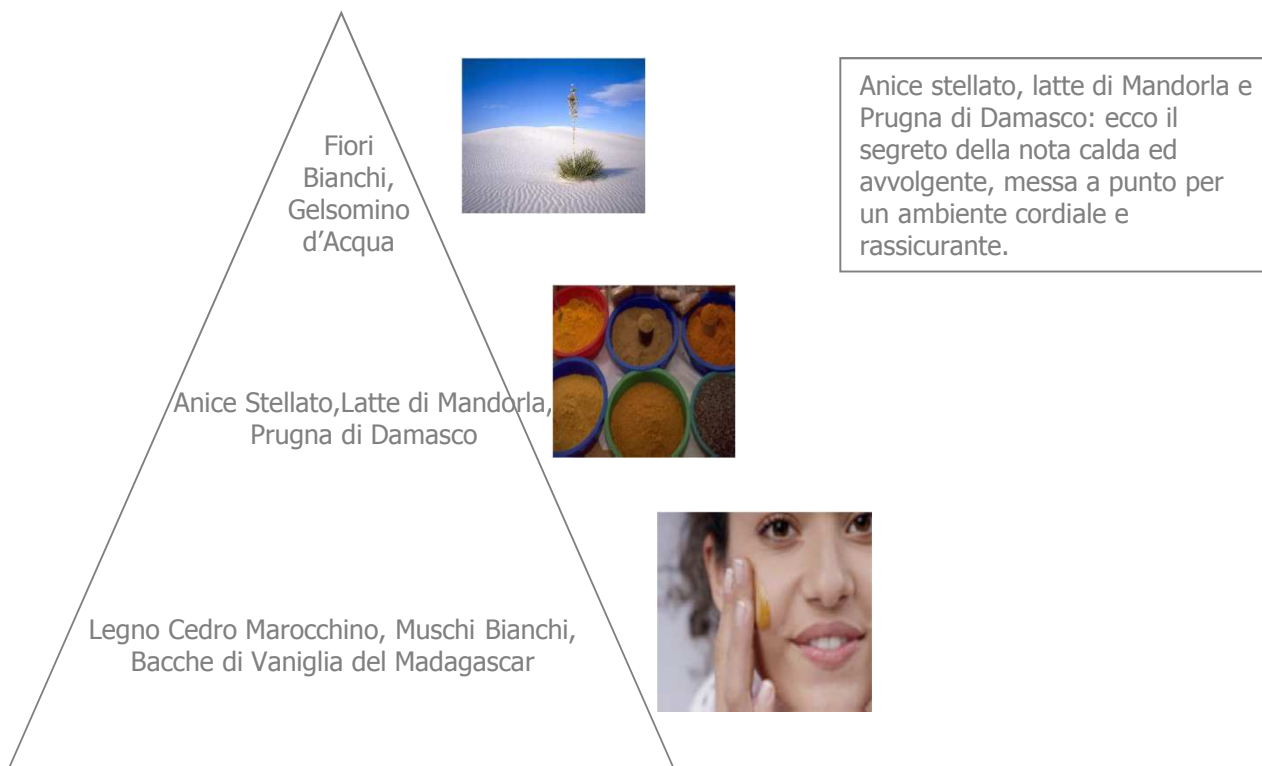 Fiori
Bianchi,
Gelsomino
d’Acqua
Anice Stellato,Latte di Mandorla,
Prugna di Damasco
Legno Cedro Marocchino, Muschi Bianchi,
Bacche di Vaniglia del Madagascar
Anice stellato, latte di Mandorla e
Prugna di Damasco: ecco il
segreto della nota calda ed
avvolgente, messa a punto per
un ambiente cordiale e
rassicurante.